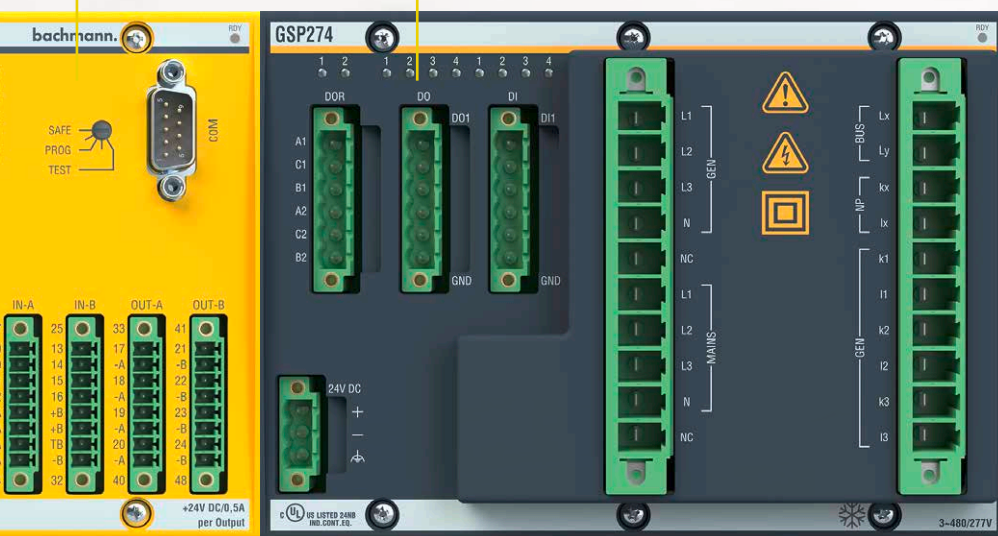 bachmann.
RDY
SAFE
PROG
TEST
COM
IN-A
IN-B
OUT-A
OUT-B
25
33
41
13
17
21
14
-A
-B
15
18
22
16
-A
-B
+B
19
23
+B
-A
-B
TB
20
24
-B
-A
-B
32
40
48
+24V DC/0,5A
per Output
GSP274
RDY
1 2 1 2 3 4 1 2 3 4
DOR
DO
DI
DO1
DI1
A1
C1
B1
A2
C2
B2
GND
GND
24V DC
+
–
L1
L2
L3
N
GEN
NC
L1
L2
L3
N
MAINS
NC
BUS
Lx
Ly
NP
kx
lx
GEN
k1
l1
k2
l2
k3
l3
c UL US LISTED 24NB
IND.CONT.EQ.
3~480/277V